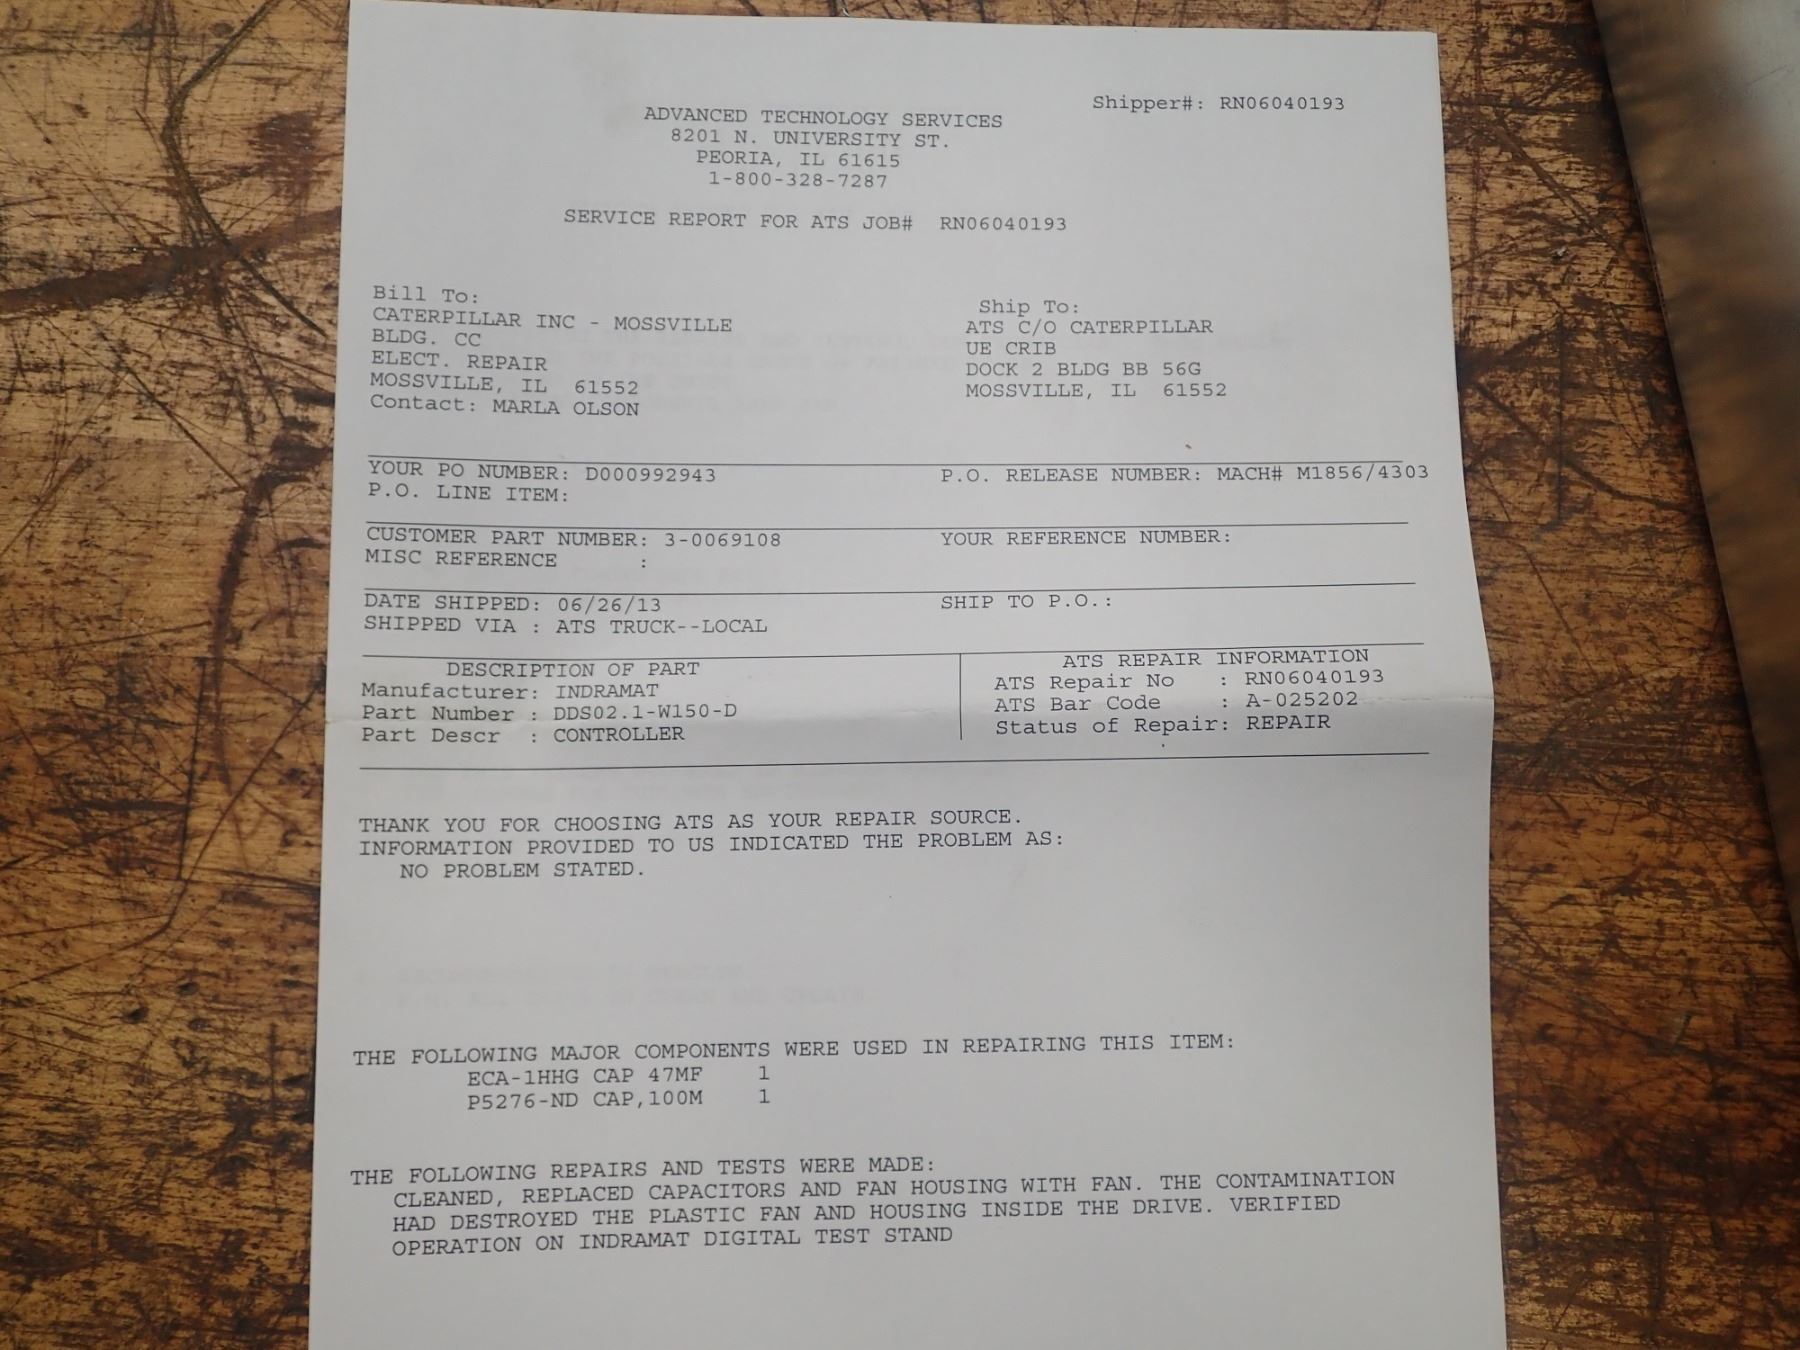 Shipper#: RN06040193
ADVANCED TECHNOLOGY SERVICES
8201 N. UNIVERSITY ST.
PEORIA, IL 61615
1-800-328-7287
SERVICE REPORT FOR ATS JOB# RN06040193
Bill To:
CATERPILLAR INC - MOSSVILLE
BLDG. CC
ELECT. REPAIR
MOSSVILLE, IL 61552
Contact: MARLA OLSON
Ship To:
ATS C/O CATERPILLAR
UE CRIB
DOCK 2 BLDG BB 56G
MOSSVILLE, IL 61552
YOUR PO NUMBER: D000992943 P.O. RELEASE NUMBER: MACH# M1856/4303
P.O. LINE ITEM:
CUSTOMER PART NUMBER: 3-0069108 YOUR REFERENCE NUMBER:
MISC REFERENCE :
DATE SHIPPED: 06/26/13 SHIP TO P.O.:
SHIPPED VIA : ATS TRUCK--LOCAL
DESCRIPTION OF PART
Manufacturer: INDRAMAT
Part Number : DDS02.1-W150-D
Part Descr : CONTROLLER
ATS REPAIR INFORMATION
ATS Repair No : RN06040193
ATS Bar Code : A-025202
Status of Repair: REPAIR
THANK YOU FOR CHOOSING ATS AS YOUR REPAIR SOURCE.
INFORMATION PROVIDED TO US INDICATED THE PROBLEM AS:
NO PROBLEM STATED.
THE FOLLOWING MAJOR COMPONENTS WERE USED IN REPAIRING THIS ITEM:
ECA-1HHG CAP 47MF 1
P5276-ND CAP,100M 1
THE FOLLOWING REPAIRS AND TESTS WERE MADE:
CLEANED, REPLACED CAPACITORS AND FAN HOUSING WITH FAN. THE CONTAMINATION
HAD DESTROYED THE PLASTIC FAN AND HOUSING INSIDE THE DRIVE. VERIFIED
OPERATION ON INDRAMAT DIGITAL TEST STAND